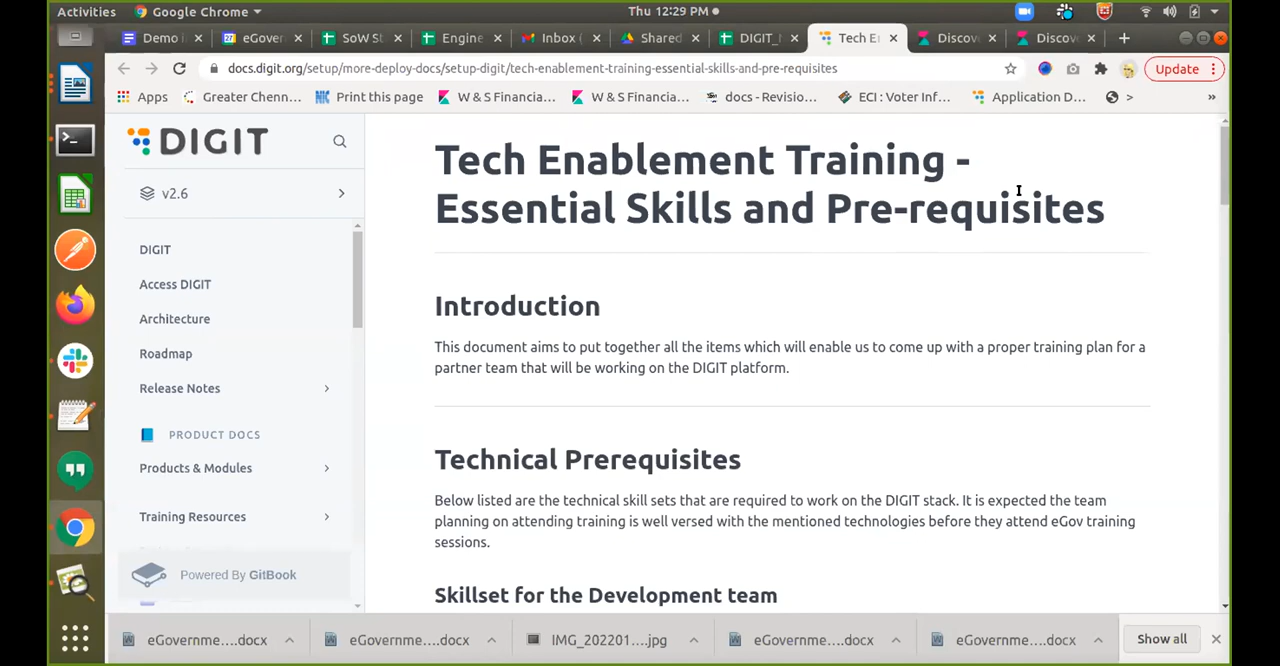 Activities
Google Chrome
Thu 12:29 PM
Demo i
eGover
SoW St
Engine
Inbox (
Shared
DIGIT_
Tech E
Discov
Discov
docs.digit.org/setup/more-deploy-docs/setup-digit/tech-enablement-training-essential-skills-and-pre-requisites
Update
Apps
Greater Chenn...
Print this page
W & S Financia...
W & S Financia...
docs - Revisio...
ECI : Voter Inf...
Application D...
>
»
DIGIT
v2.6
DIGIT
Access DIGIT
Architecture
Roadmap
Release Notes
PRODUCT DOCS
Products & Modules
Training Resources
Powered By GitBook
Tech Enablement Training -
Essential Skills and Pre-requisites
Introduction
This document aims to put together all the items which will enable us to come up with a proper training plan for a
partner team that will be working on the DIGIT platform.
Technical Prerequisites
Below listed are the technical skill sets that are required to work on the DIGIT stack. It is expected the team
planning on attending training is well versed with the mentioned technologies before they attend eGov training
sessions.
Skillset for the Development team
eGovernme....docx
eGovernme....docx
IMG_202201....jpg
eGovernme....docx
eGovernme....docx
Show all